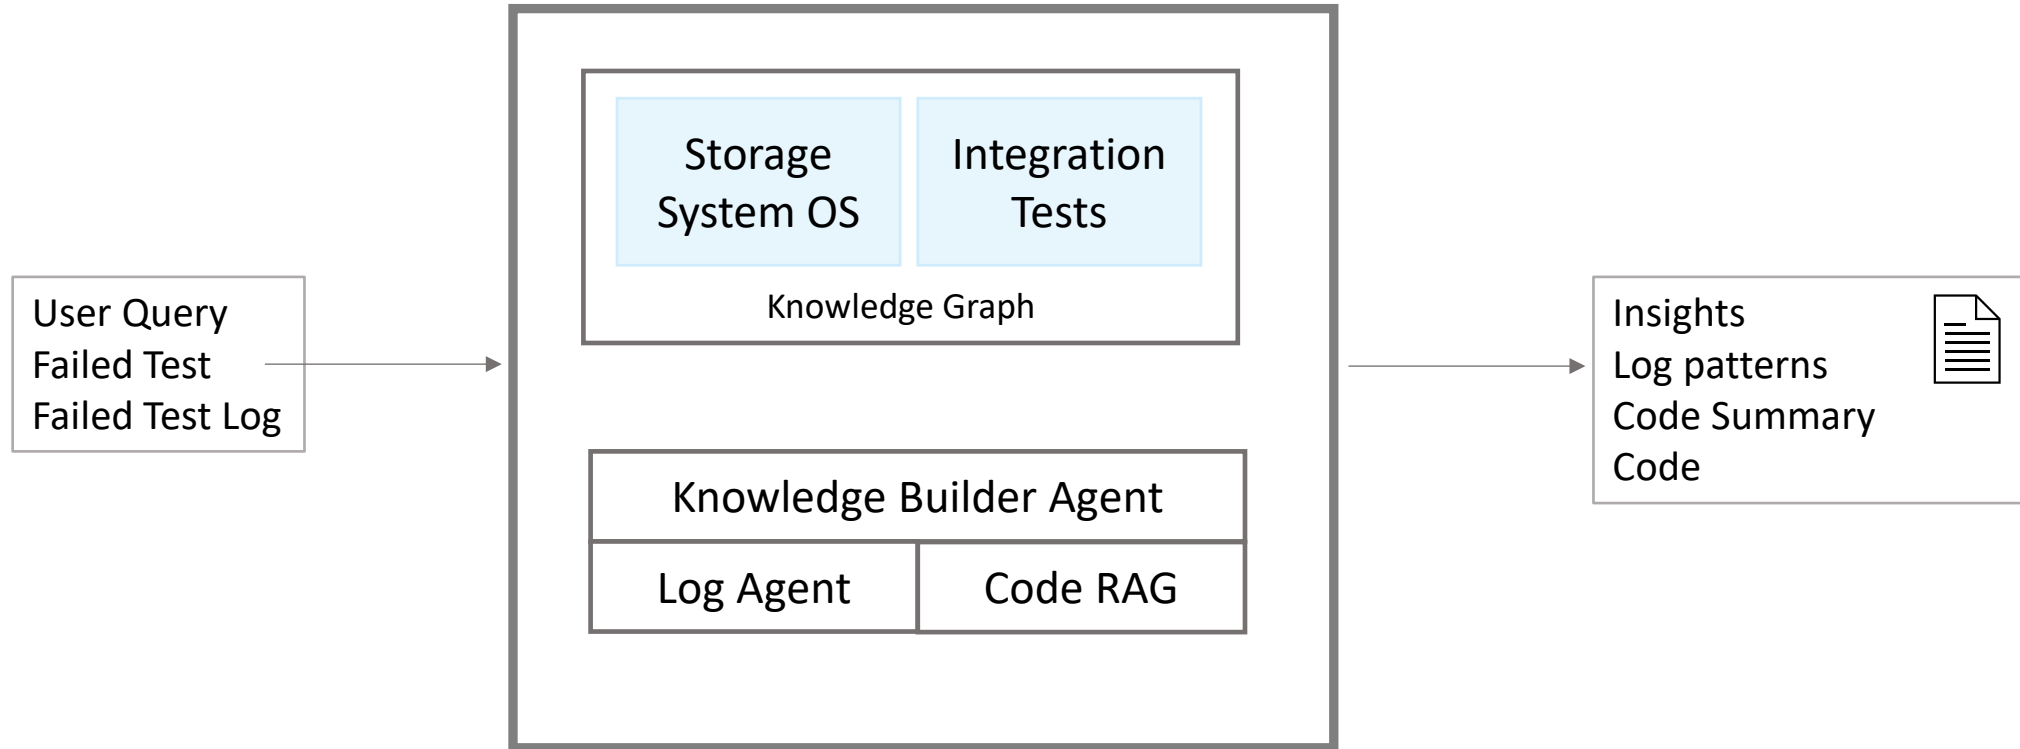 User Query
Failed Test
Failed Test Log
Storage
System OS
Integration
Tests
Knowledge Graph
Knowledge Builder Agent
Log Agent
Code RAG
Insights
Log patterns
Code Summary
Code